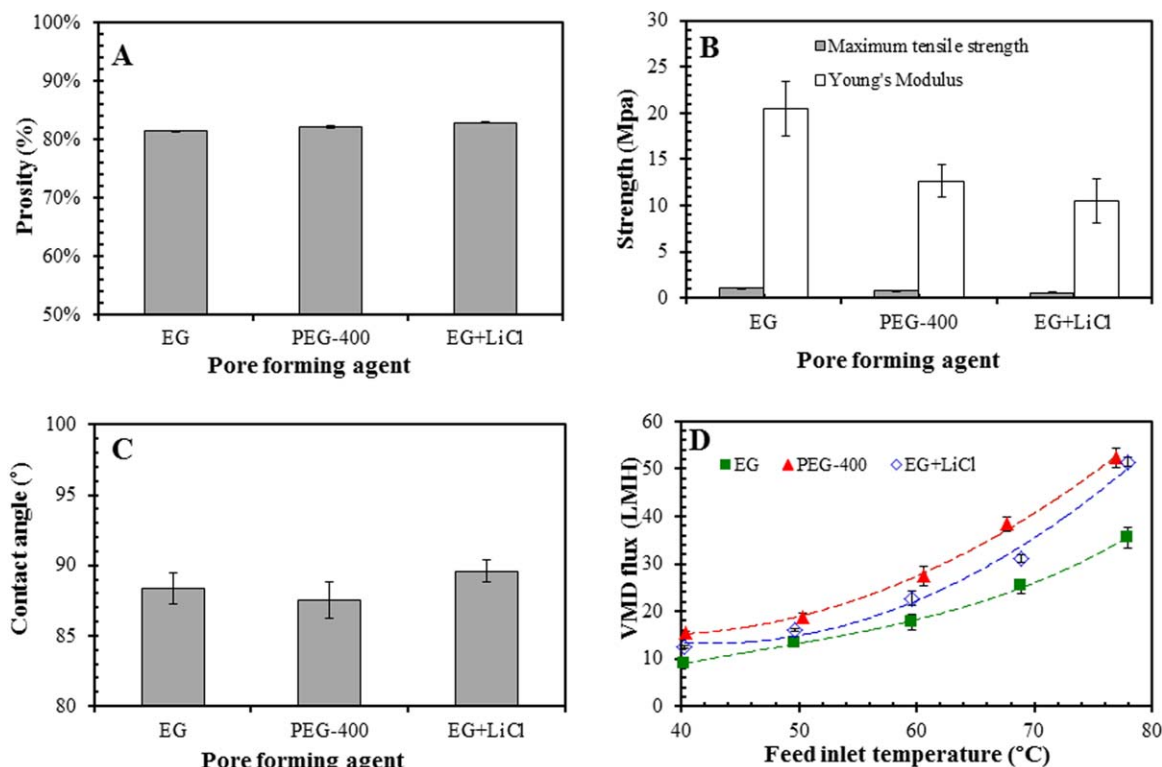 A
Prosity (%)
100%
90%
80%
70%
60%
50%
EG PEG-400 EG+LiCl
Pore forming agent
B
Maximum tensile strength
Young's Modulus
Strength (Mpa)
30
25
20
15
10
5
0
EG PEG-400 EG+LiCl
Pore forming agent
C
Contact angle (°)
100
95
90
85
80
EG PEG-400 EG+LiCl
Pore forming agent
D
EG PEG-400 EG+LiCl
VMD flux (LMH)
60
50
40
30
20
10
0
40 50 60 70 80
Feed inlet temperature (°C)